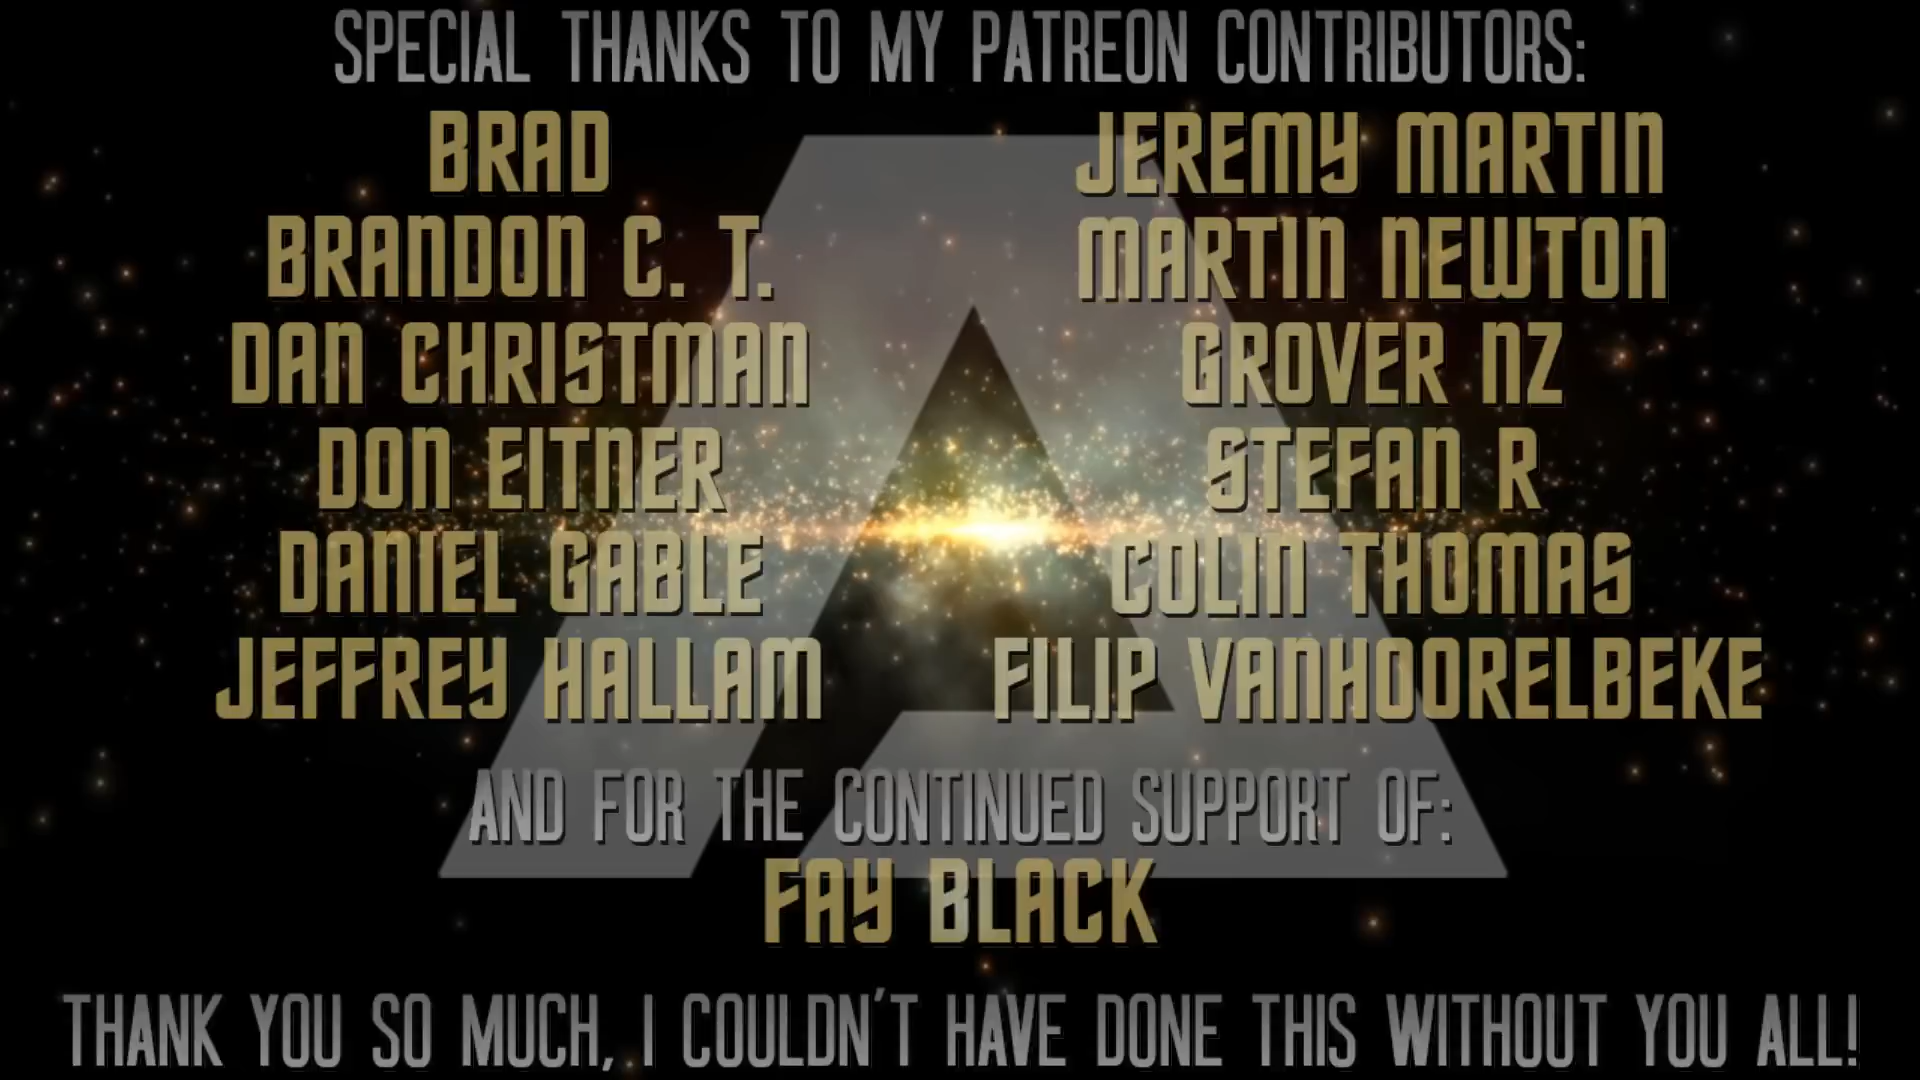 SPECIAL THANKS TO MY PATREON CONTRIBUTORS:
BRAD
BRANDON C. T.
DAN CHRISTMAN
DON EITNER
DANIEL GABLE
JEFFREY HALLAM
JEREMY MARTIN
MARTIN NEWTON
GROVER NZ
STEFAN R
COLIN THOMAS
FILIP VANHOORELBEKE
AND FOR THE CONTINUED SUPPORT OF:
FAY BLACK
THANK YOU SO MUCH, I COULDN'T HAVE DONE THIS WITHOUT YOU ALL!